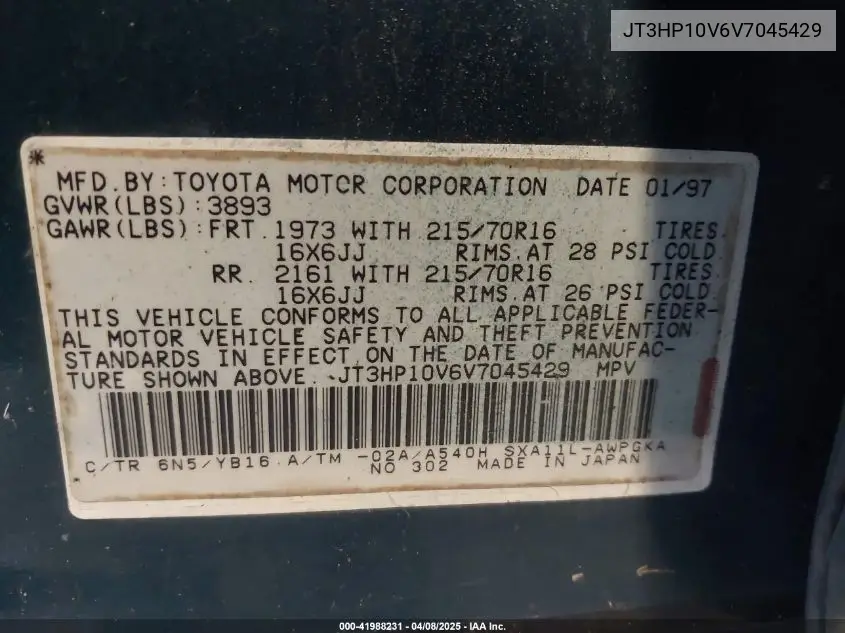 JT3HP10V6V7045429
*
MFD.BY:TOYOTA MOTOR CORPORATION DATE 01/97
GVWR(LBS):3893
GAWR(LBS):FRT.1973 WITH 215/70R16 TIRES
16X6JJ RIMS.AT 28 PSI COLD.
RR. 2161 WITH 215/70R16 TIRES
16X6JJ RIMS.AT 26 PSI COLD.
THIS VEHICLE CONFORMS TO ALL APPLICABLE FEDER-
AL MOTOR VEHICLE SAFETY AND THEFT PREVENTION
STANDARDS IN EFFECT ON THE DATE OF MANUFAC-
TURE SHOWN ABOVE. JT3HP10V6V7045429 MPV
C/TR 6N5/YB16 A/TM -02A/A540H SXA11L-AWPGKA
NO 302 MADE IN JAPAN
000-41988231 - 04/08/2025 - IAA Inc.